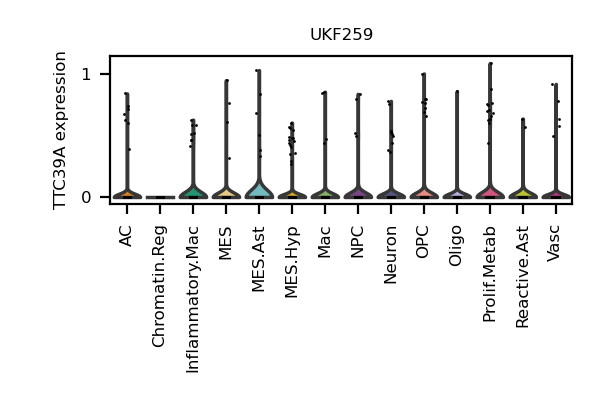 UKF259
TTC39A expression
1
0
AC
Chromatin.Reg
Inflammatory.Mac
MES
MES.Ast
MES.Hyp
Mac
NPC
Neuron
OPC
Oligo
Prolif.Metab
Reactive.Ast
Vasc